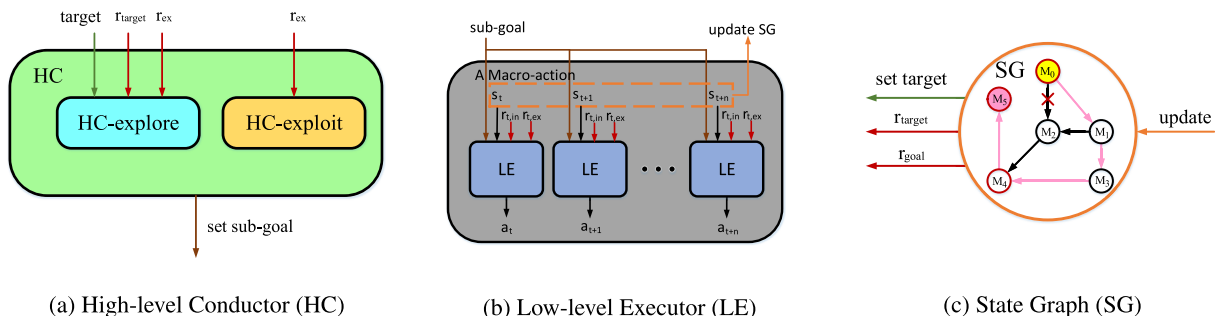 target r_target r_ex r_ex
HC
HC-explore HC-exploit
set sub-goal
(a) High-level Conductor (HC)
sub-goal update SG
A Macro-action
s_t s_t+1 s_t+n
r_t,in r_t,ex r_t,in r_t,ex r_t,in r_t,ex
LE LE • • • LE
a_t a_t+1 a_t+n
(b) Low-level Executor (LE)
SG
M_0
set target M_5
r_target M_2 M_1 update
r_goal
M_4 M_3
(c) State Graph (SG)